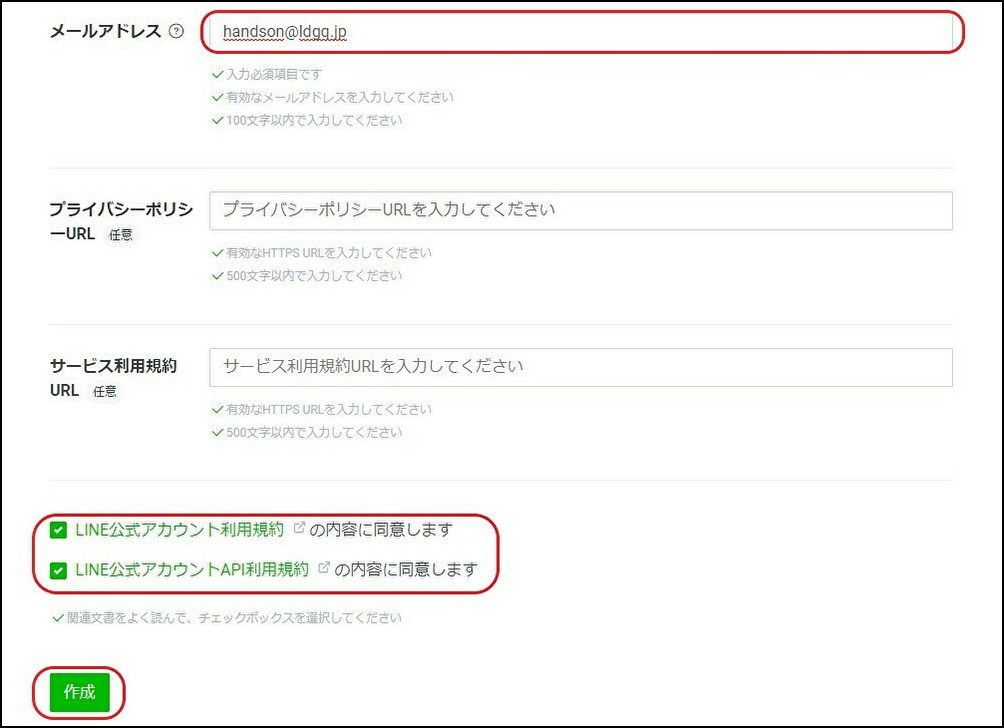 メールアドレス
handson@ldgq.jp
入力必須項目です
有効なメールアドレスを入力してください
100文字以内で入力してください
プライバシーポリシ
ーURL 任意
プライバシーポリシーURLを入力してください
有効なHTTPS URLを入力してください
500文字以内で入力してください
サービス利用規約
URL 任意
サービス利用規約URLを入力してください
有効なHTTPS URLを入力してください
500文字以内で入力してください
LINE公式アカウント利用規約 の内容に同意します
LINE公式アカウントAPI利用規約 の内容に同意します
関連文書をよく読んで、チェックボックスを選択してください
作成